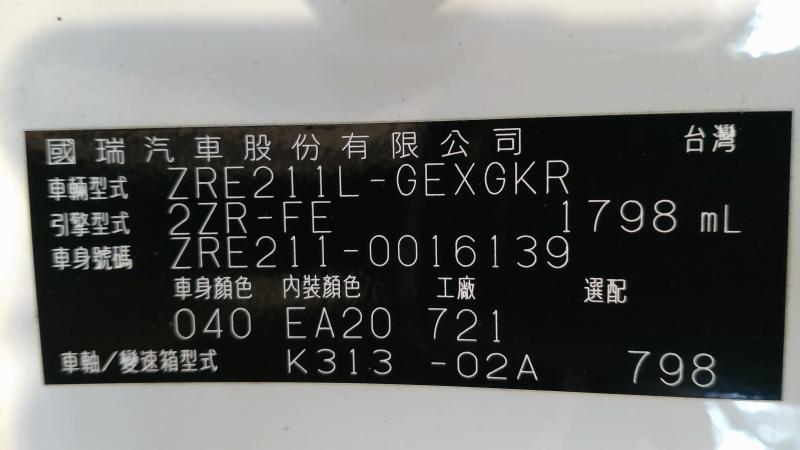 國瑞汽車股份有限公司 台灣
車輛型式 ZRE211L-GEXGKR
引擎型式 2ZR-FE 1798 mL
車身號碼 ZRE211-0016139
車身顏色 內裝顏色 工廠 選配
040 EA20 721
車軸/變速箱型式 K313 -02A 798